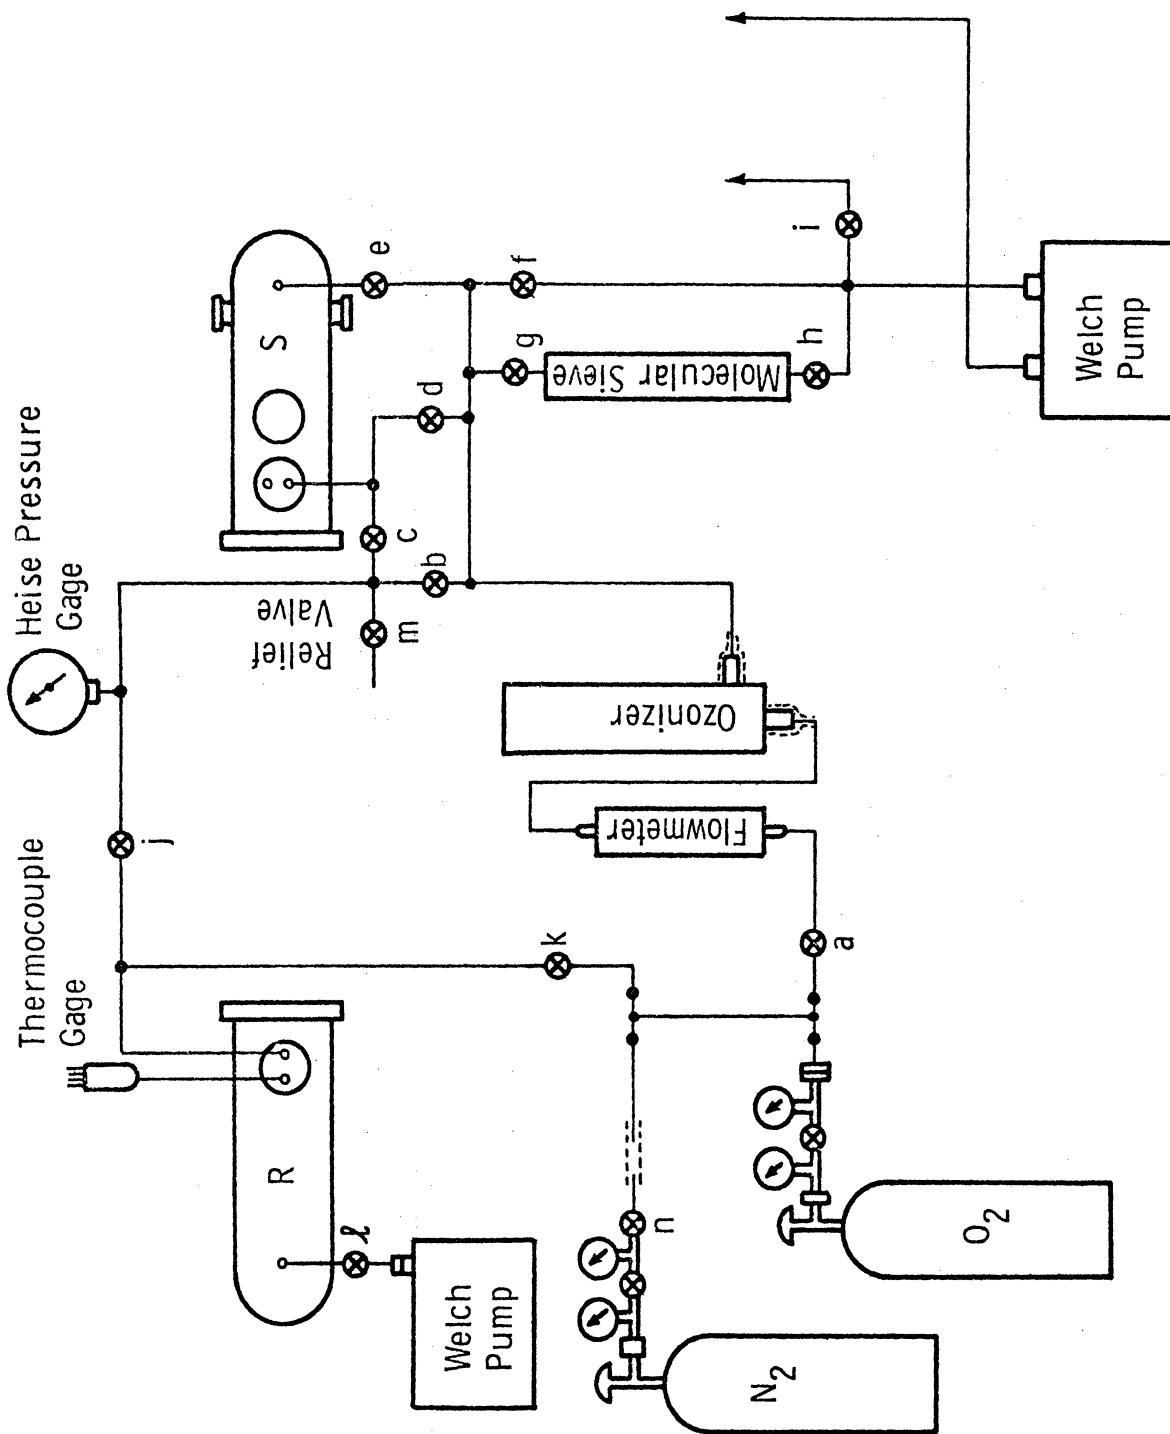 Heise Pressure
Gage
Thermocouple
Gage
S
e
f
i
g
h
d
Molecular Sieve
Welch
Pump
c
b
Relief
Valve
m
j
Ozonizer
Flowmeter
k
a
R
ℓ
Welch
Pump
n
O₂
N₂